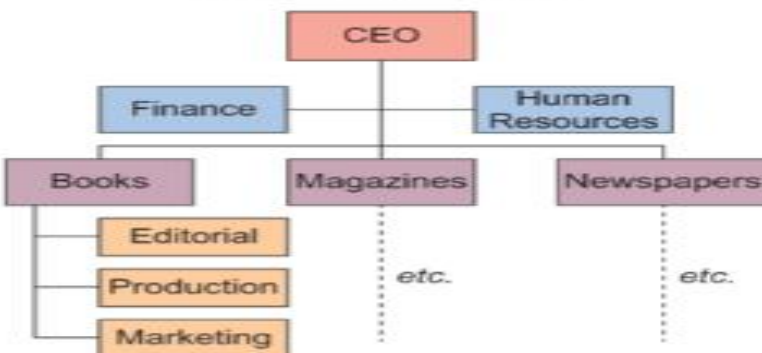 CEO
Finance
Human
Resources
Books
Magazines
Newspapers
Editorial
Production
Marketing
etc.
etc.